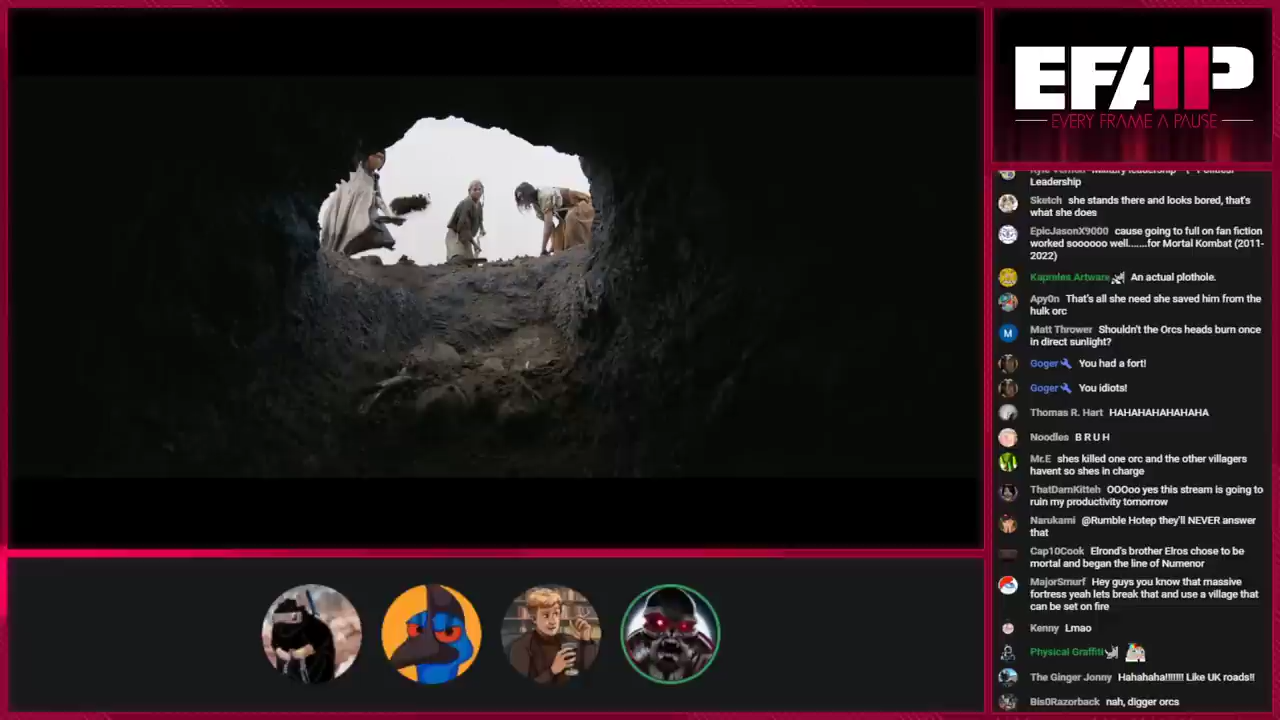 EFAP
EVERY FRAME A PAUSE
Leadership
Sketch she stands there and looks bored, that's
what she does
EpicJasonX9000 cause going to full on fan fiction
worked soooooo well.......for Mortal Kombat (2011-
2022)
Kapreles Artware An actual plothole.
Apy0n That's all she need she saved him from the
hulk orc
M
Matt Thrower Shouldn't the Orcs heads burn once
in direct sunlight?
Goger You had a fort!
Goger You idiots!
Thomas R. Hart HAHAHAHAHAHAHA
Noodles B R U H
Mr.E shes killed one orc and the other villagers
havent so shes in charge
ThatDarnKitteh OOOoo yes this stream is going to
ruin my productivity tomorrow
Narukami @Rumble Hotep they'll NEVER answer
that
Cap10Cook Elrond's brother Elros chose to be
mortal and began the line of Numenor
MajorSmurf Hey guys you know that massive
fortress yeah lets break that and use a village that
can be set on fire
Kenny Lmao
Physical Graffiti
The Ginger Jonny Hahahaha!!!!!!! Like UK roads!!
Bis0Razorback nah, digger orcs